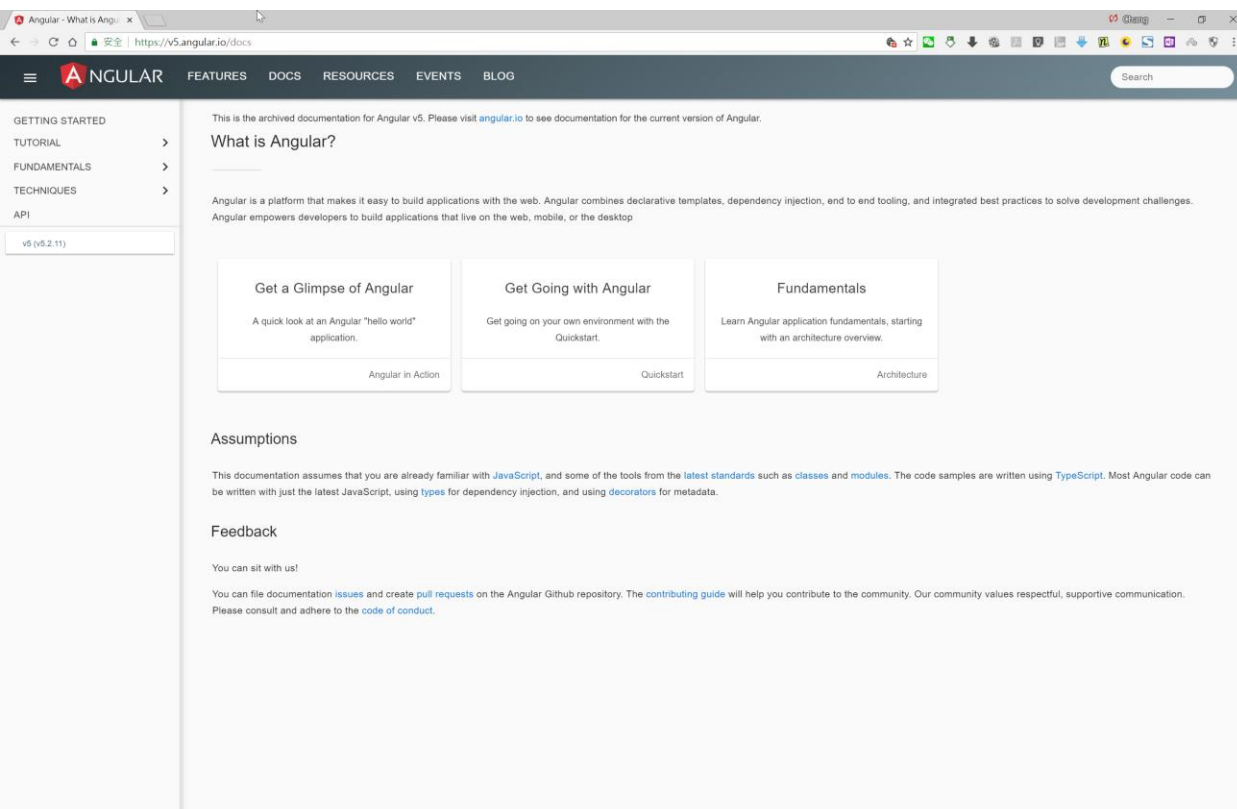 Angular - What is Angu
安全 | https://v5.angular.io/docs
ANGULAR
FEATURES DOCS RESOURCES EVENTS BLOG
Search
GETTING STARTED
TUTORIAL
FUNDAMENTALS
TECHNIQUES
API
v5 (v5.2.11)
This is the archived documentation for Angular v5. Please visit angular.io to see documentation for the current version of Angular.
What is Angular?
Angular is a platform that makes it easy to build applications with the web. Angular combines declarative templates, dependency injection, end to end tooling, and integrated best practices to solve development challenges.
Angular empowers developers to build applications that live on the web, mobile, or the desktop
Get a Glimpse of Angular
A quick look at an Angular "hello world"
application.
Angular in Action
Get Going with Angular
Get going on your own environment with the
Quickstart.
Quickstart
Fundamentals
Learn Angular application fundamentals, starting
with an architecture overview.
Architecture
Assumptions
This documentation assumes that you are already familiar with JavaScript, and some of the tools from the latest standards such as classes and modules. The code samples are written using TypeScript. Most Angular code can
be written with just the latest JavaScript, using types for dependency injection, and using decorators for metadata.
Feedback
You can sit with us!
You can file documentation issues and create pull requests on the Angular Github repository. The contributing guide will help you contribute to the community. Our community values respectful, supportive communication.
Please consult and adhere to the code of conduct.